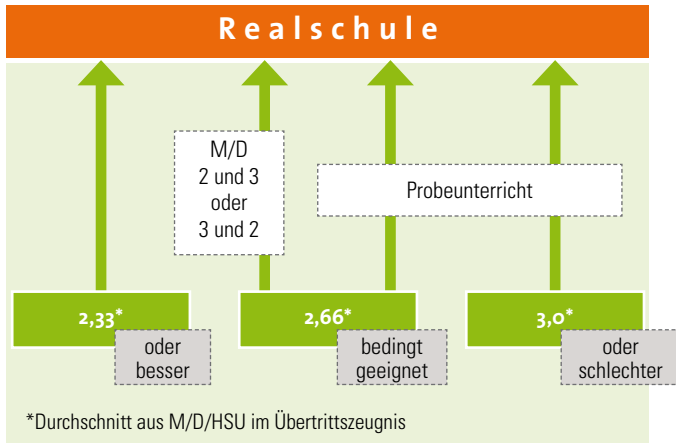 Realschule
M/D
2 und 3
oder
3 und 2
Probeunterricht
2,33*
oder
besser
2,66*
bedingt
geeignet
3,0*
oder
schlechter
*Durchschnitt aus M/D/HSU im Übertrittszeugnis